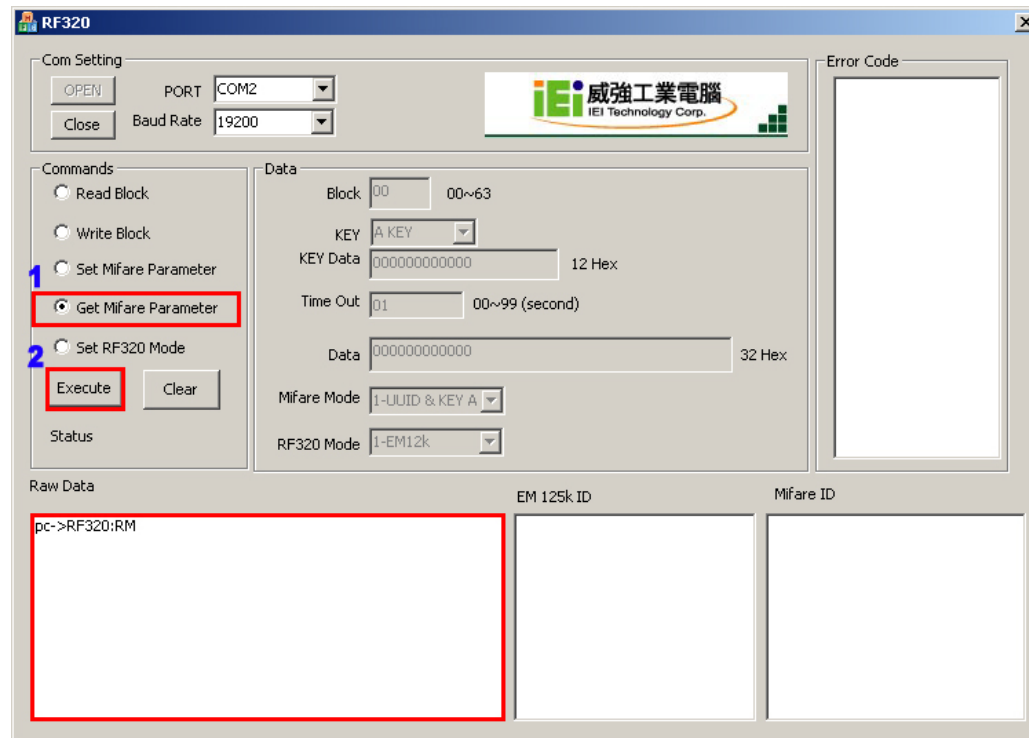 RF320
Com Setting
OPEN PORT COM2
Close Baud Rate 19200
iEi 威強工業電腦
IEI Technology Corp.
Error Code
Commands
Read Block
Write Block
1 Set Mifare Parameter
Get Mifare Parameter
2 Set RF320 Mode
Execute Clear
Status
Data
Block 00 00~63
KEY A KEY
KEY Data 000000000000 12 Hex
Time Out 01 00~99 (second)
Data 000000000000 32 Hex
Mifare Mode 1-UUID & KEY A
RF320 Mode 1-EM12k
Raw Data
pc->RF320:RM
EM 125k ID
Mifare ID